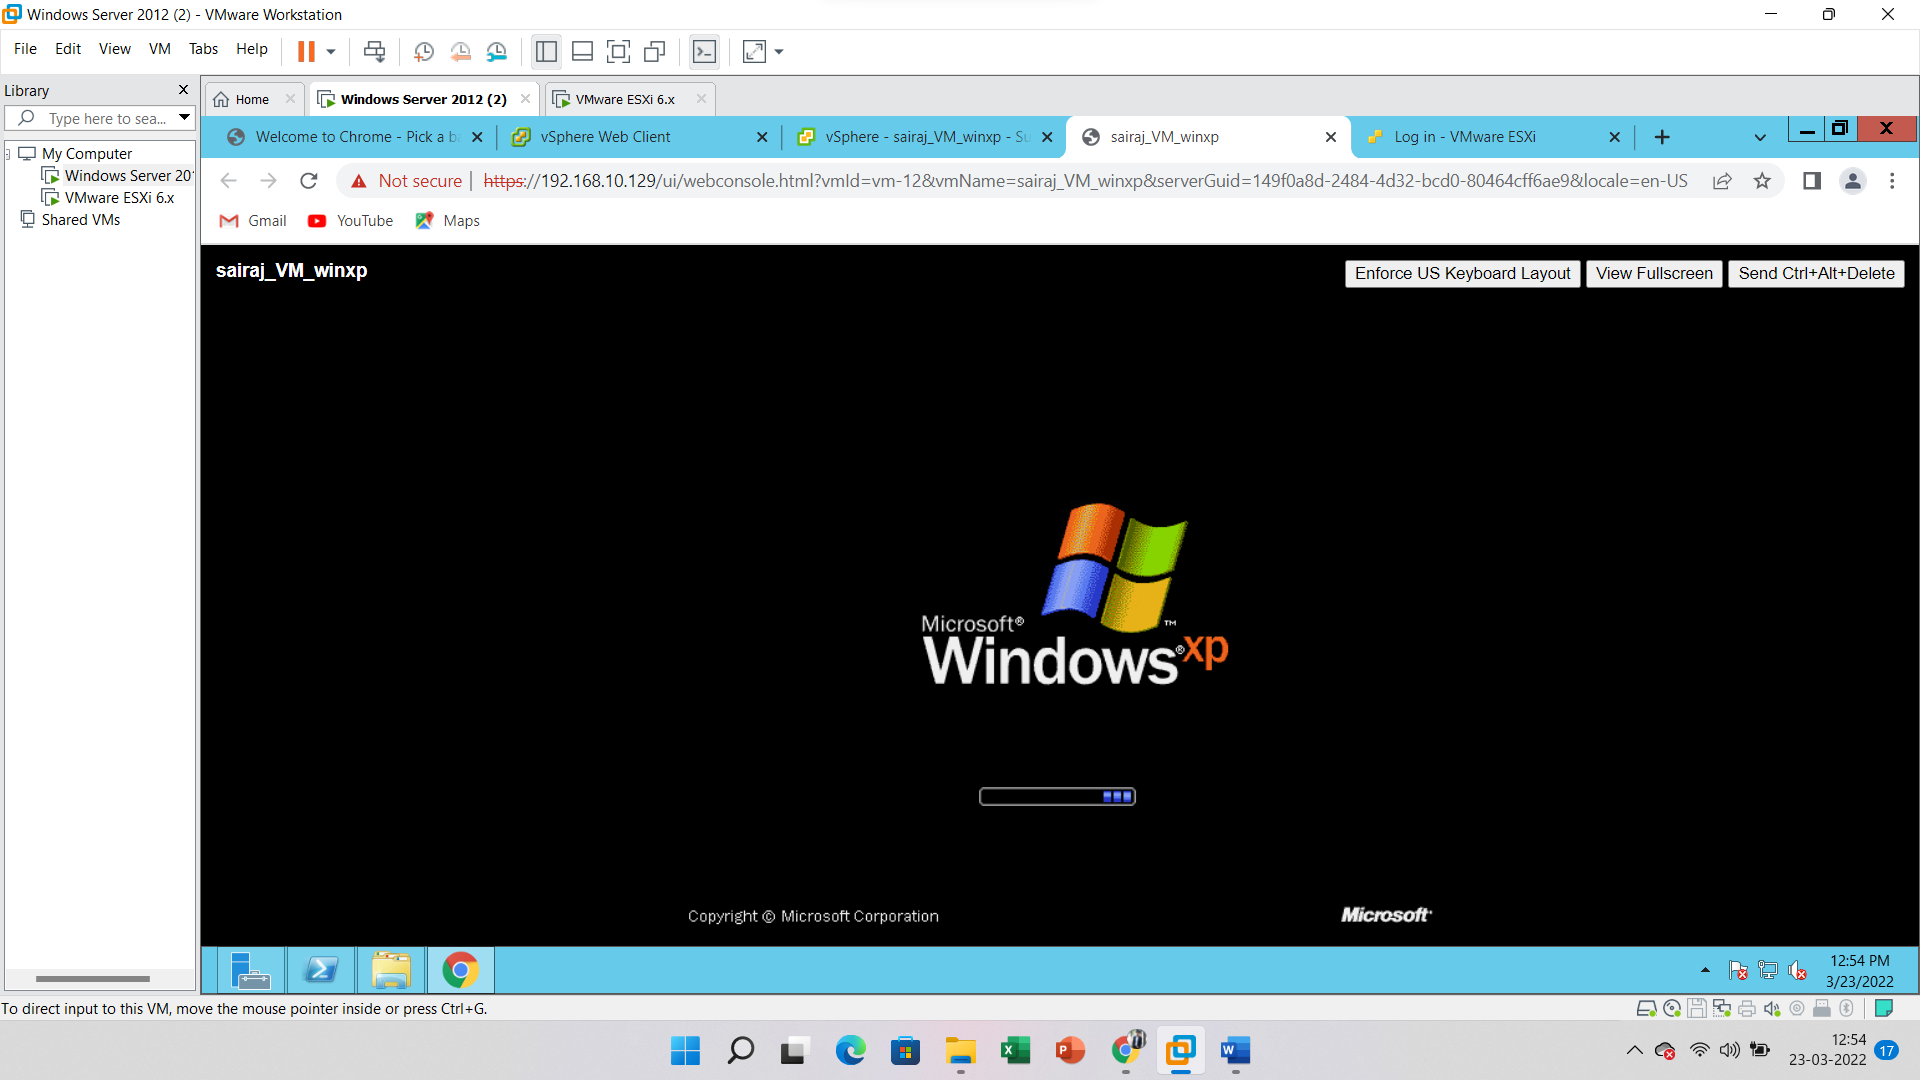 Windows Server 2012 (2) - VMware Workstation
File Edit View VM Tabs Help
Library
Type here to sea...
My Computer
Windows Server 20
VMware ESXi 6.x
Shared VMs
Home
Windows Server 2012 (2)
VMware ESXi 6.x
Welcome to Chrome - Pick a b
vSphere Web Client
vSphere - sairaj_VM_winxp - Su
sairaj_VM_winxp
Log in - VMware ESXi
Not secure
https://192.168.10.129/ui/webconsole.html?vmId=vm-12&vmName=sairaj_VM_winxp&serverGuid=149f0a8d-2484-4d32-bcd0-80464cff6ae9&locale=en-US
Gmail YouTube Maps
sairaj_VM_winxp
Enforce US Keyboard Layout View Fullscreen Send Ctrl+Alt+Delete
Microsoft®
Windows® xp ™
Copyright © Microsoft Corporation
Microsoft®
12:54 PM
3/23/2022
To direct input to this VM, move the mouse pointer inside or press Ctrl+G.
12:54
23-03-2022
17